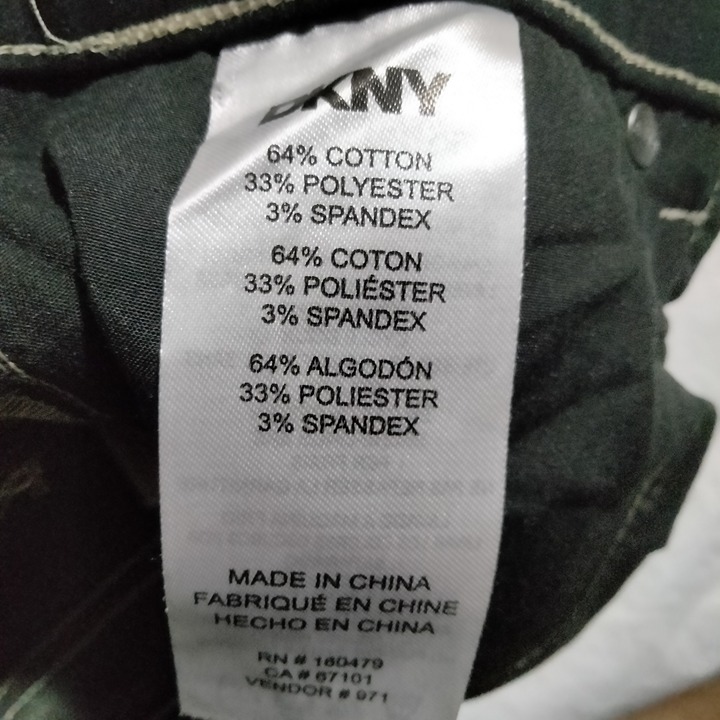 DKNY
64% COTTON
33% POLYESTER
3% SPANDEX
64% COTON
33% POLIÉSTER
3% SPANDEX
64% ALGODÓN
33% POLIESTER
3% SPANDEX
MADE IN CHINA
FABRIQUÉ EN CHINE
HECHO EN CHINA
RN # 160479
CA # 67101
VENDOR # 971